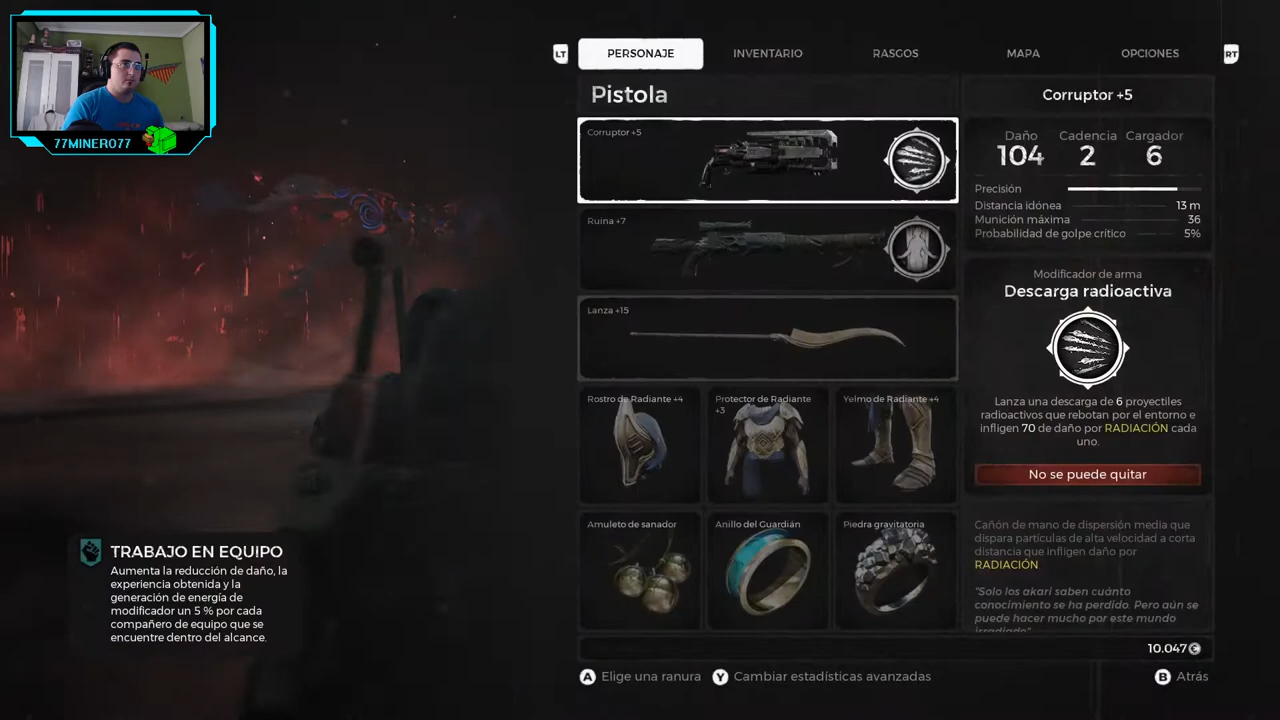 77MINERO77
LT
PERSONAJE
INVENTARIO
RASGOS
MAPA
OPCIONES
RT
Pistola
Corruptor +5
Ruina +7
Lanza +15
Rostro de Radiante +4
Protector de Radiante
+3
Yelmo de Radiante +4
Amuleto de sanador
Anillo del Guardián
Piedra gravitatoria
Corruptor +5
Daño Cadencia Cargador
104 2 6
Precisión
Distancia idónea 13 m
Munición máxima 36
Probabilidad de golpe crítico 5%
Modificador de arma
Descarga radioactiva
Lanza una descarga de 6 proyectiles
radioactivos que rebotan por el entorno e
infligen 70 de daño por RADIACIÓN cada
uno.
No se puede quitar
Cañón de mano de dispersión media que
dispara partículas de alta velocidad a corta
distancia que infligen daño por
RADIACIÓN
"Solo los akari saben cuánto
conocimiento se ha perdido. Pero aún se
puede hacer mucho por este mundo
irradiado"
10.047
TRABAJO EN EQUIPO
Aumenta la reducción de daño, la
experiencia obtenida y la
generación de energía de
modificador un 5 % por cada
compañero de equipo que se
encuentre dentro del alcance.
A Elige una ranura
Y Cambiar estadísticas avanzadas
B Atrás